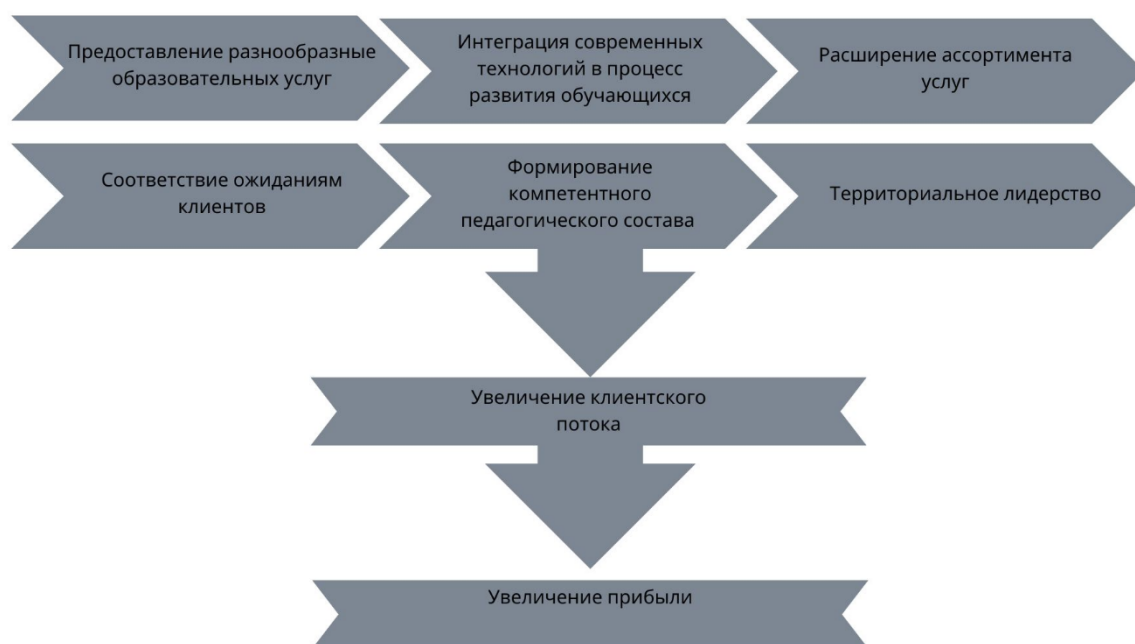 Предоставление разнообразные
образовательных услуг
Интеграция современных
технологий в процесс
развития обучающихся
Расширение ассортимента
услуг
Соответствие ожиданиям
клиентов
Формирование
компетентного
педагогического состава
Территориальное лидерство
Увеличение клиентского
потока
Увеличение прибыли